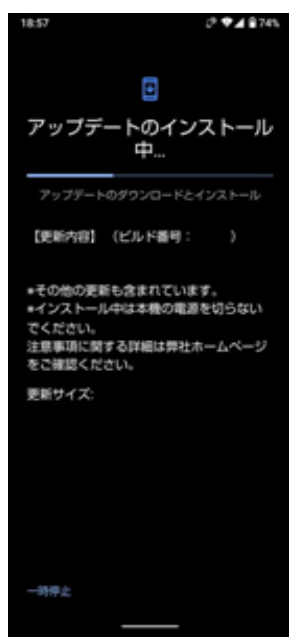 18:57 74%
アップデートのインストール
中...
アップデートのダウンロードとインストール
【更新内容】 (ビルド番号: )
*その他の更新も含まれています。
*インストール中は本機の電源を切らない
でください。
注意事項に関する詳細は弊社ホームページ
をご確認ください。
更新サイズ:
一時停止